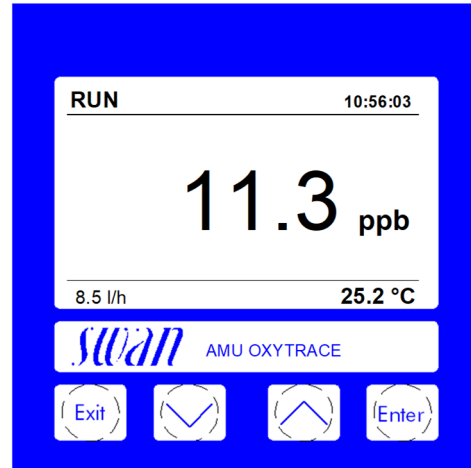 RUN 10:56:03
11.3 ppb
8.5 l/h 25.2 °C
swan AMU OXYTRACE
Exit Enter